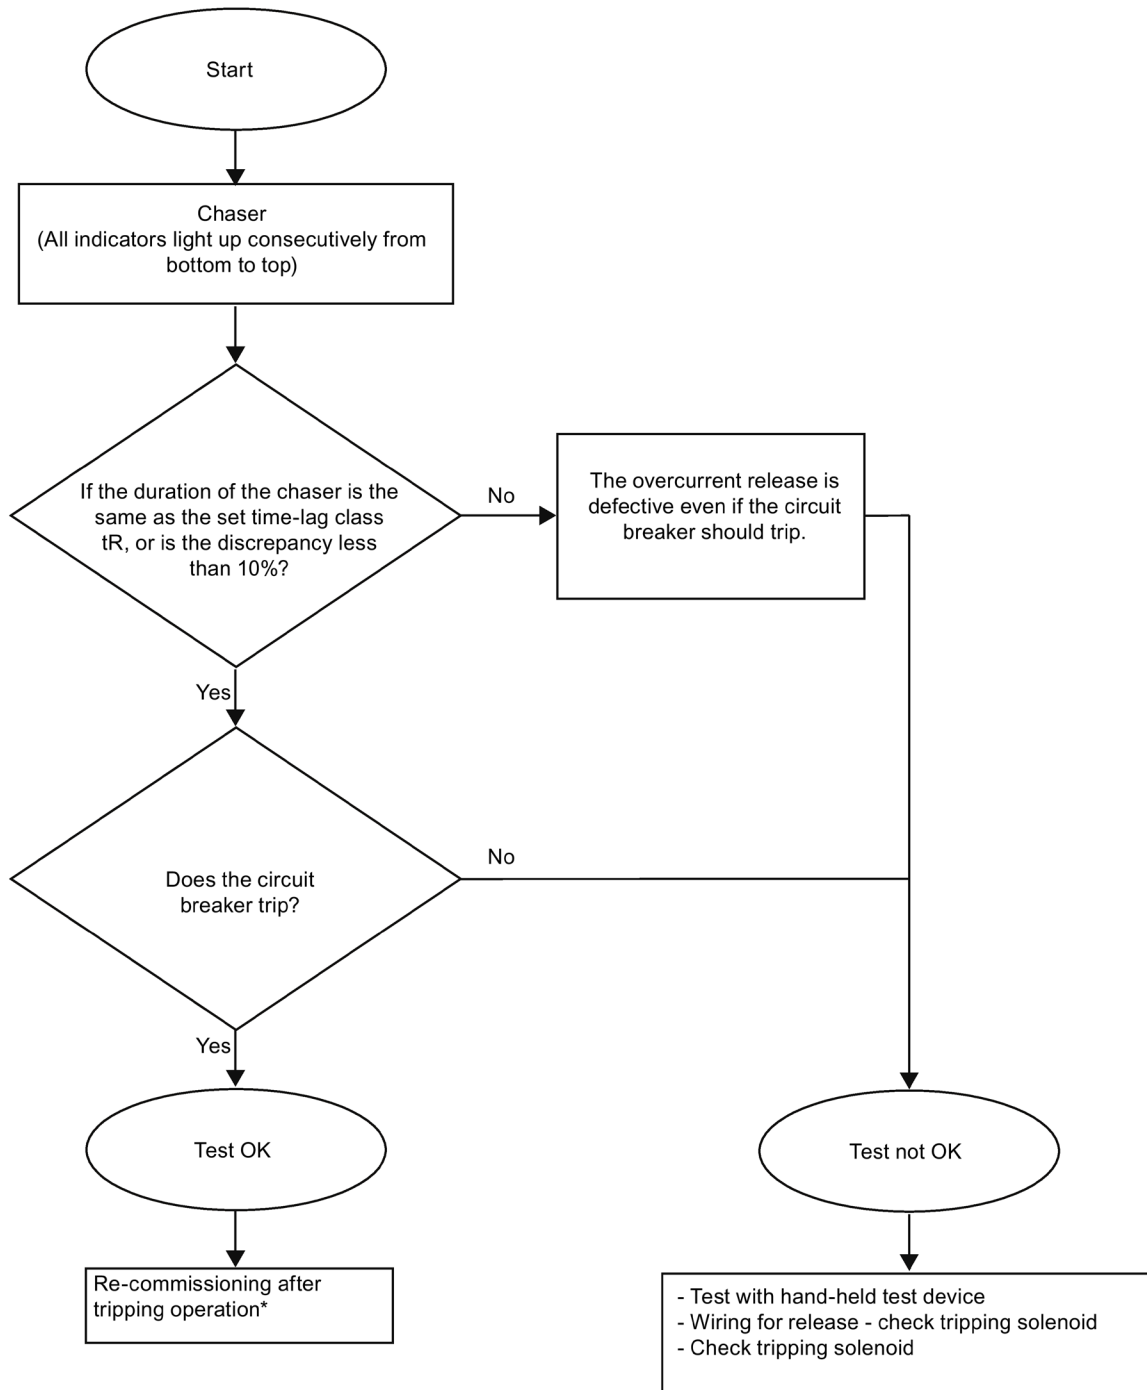 Start
Chaser
(All indicators light up consecutively from
bottom to top)
If the duration of the chaser is the
same as the set time-lag class
tR, or is the discrepancy less
than 10%?
No
The overcurrent release is
defective even if the circuit
breaker should trip.
Yes
Does the circuit
breaker trip?
No
Yes
Test OK
Test not OK
Re-commissioning after
tripping operation*
- Test with hand-held test device
- Wiring for release - check tripping solenoid
- Check tripping solenoid